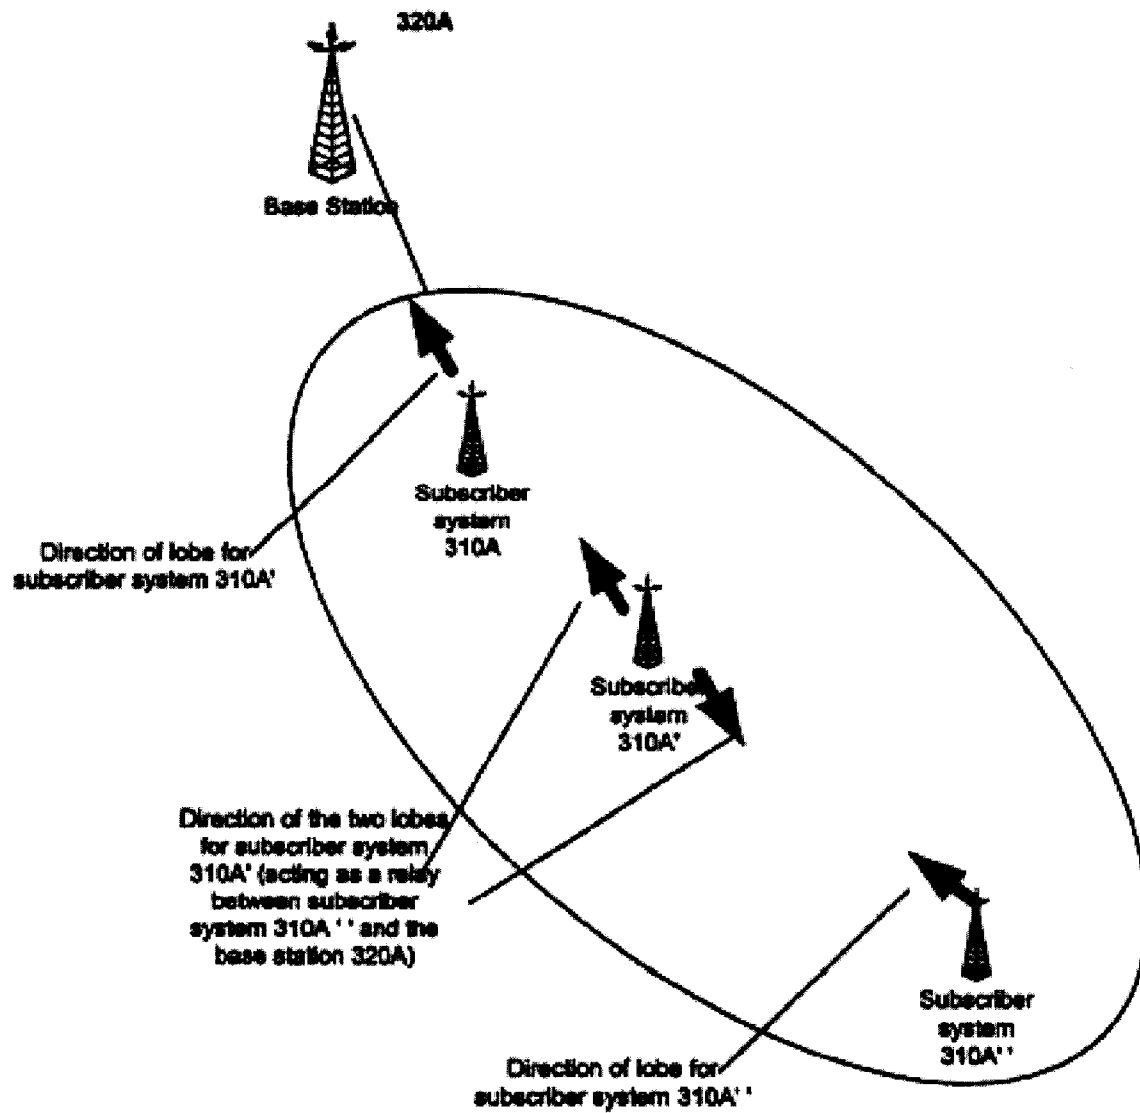 320A
Base Station
Subscriber
system
310A
Direction of lobe for
subscriber system 310A'
Subscriber
system
310A'
Direction of the two lobes
for subscriber system
310A' (acting as a relay
between subscriber
system 310A ' ' and the
base station 320A)
Subscriber
system
310A' '
Direction of lobe for
subscriber system 310A' '